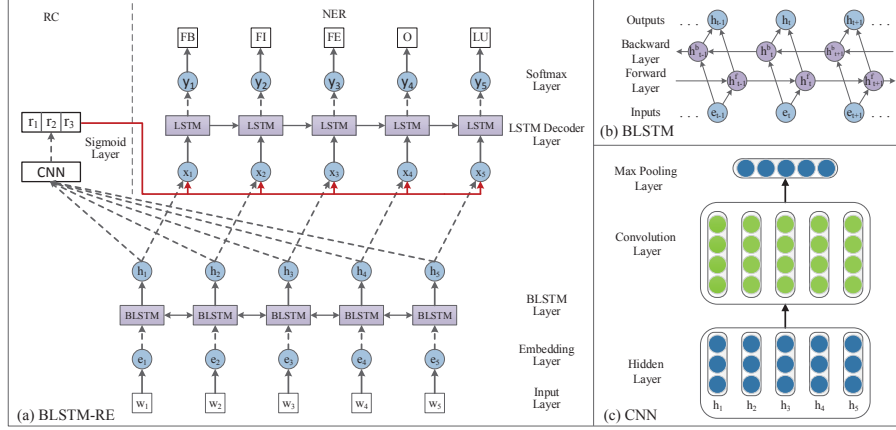 RC
NER
FB FI FE O LU
y1 y2 y3 y4 y5
Softmax
Layer
LSTM LSTM LSTM LSTM LSTM
LSTM Decoder
Layer
r1 r2 r3
Sigmoid
Layer
CNN
x1 x2 x3 x4 x5
h1 h2 h3 h4 h5
BLSTM BLSTM BLSTM BLSTM BLSTM
BLSTM
Layer
e1 e2 e3 e4 e5
Embedding
Layer
w1 w2 w3 w4 w5
Input
Layer
(a) BLSTM-RE
Outputs . . . ht-1 ht ht+1 . . .
Backward
Layer
h^b t-1 h^b t h^b t+1
Forward
Layer
h^f t-1 h^f t h^f t+1
Inputs . . . et-1 et et+1 . . .
(b) BLSTM
Max Pooling
Layer
Convolution
Layer
Hidden
Layer
h1 h2 h3 h4 h5
(c) CNN